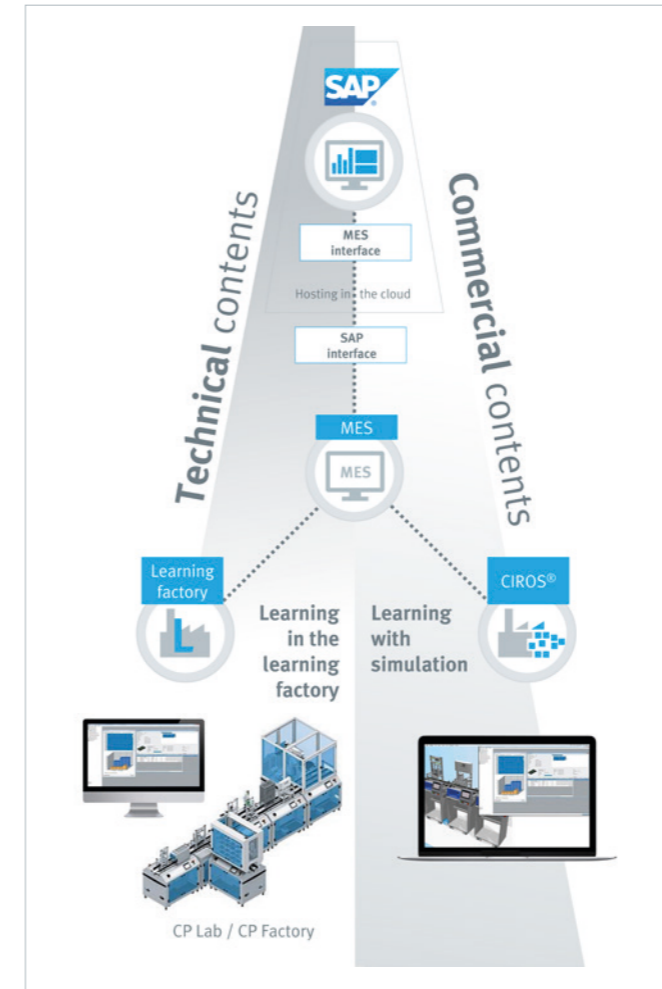 SAP
®
MES
interface
Hosting in the cloud
SAP
interface
Technical contents
Commercial contents
MES
MES
Learning
factory
CIROS®
L
Learning
in the
learning
factory
Learning
with
simulation
CP Lab / CP Factory